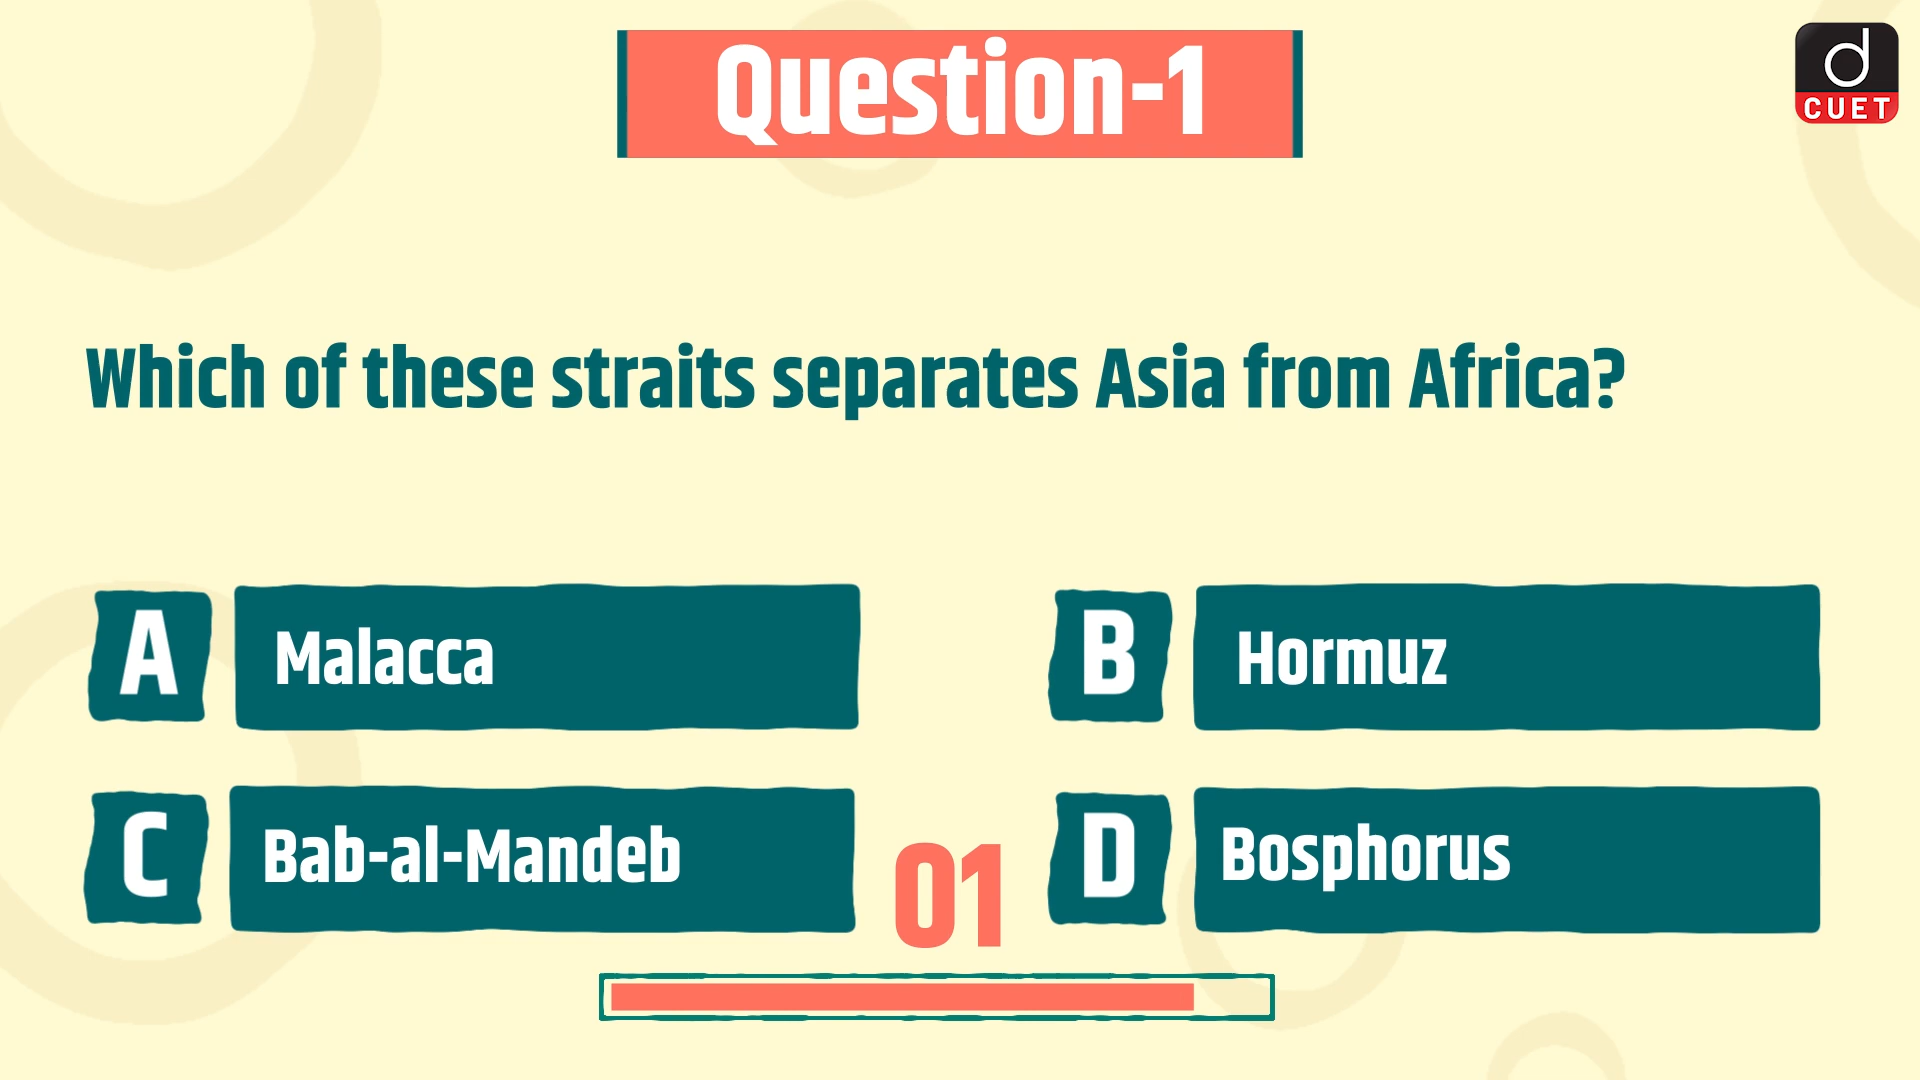 Question-1
d
CUET
Which of these straits separates Asia from Africa?
A Malacca
B Hormuz
C Bab-al-Mandeb
D Bosphorus
01